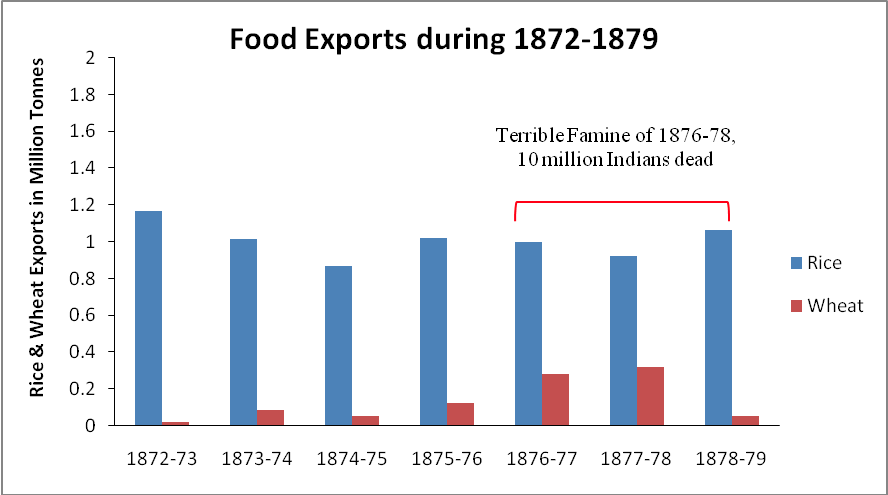 Food Exports during 1872-1879
Rice & Wheat Exports in Million Tonnes
2
1.8
1.6
1.4
1.2
1
0.8
0.6
0.4
0.2
0
Terrible Famine of 1876-78,
10 million Indians dead
Rice
Wheat
1872-73 1873-74 1874-75 1875-76 1876-77 1877-78 1878-79